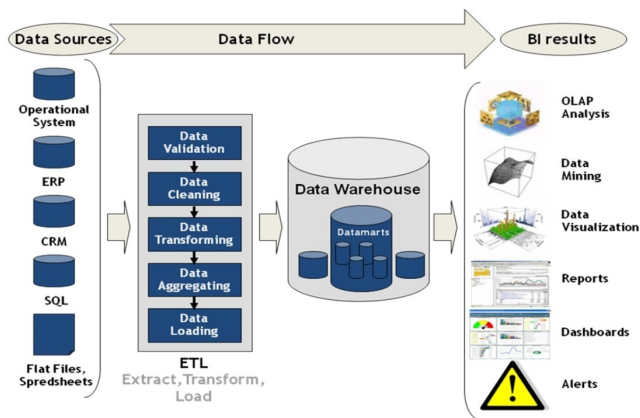 Data Sources
Data Flow
BI results
Operational
System
ERP
CRM
SQL
Flat Files,
Spredsheets
Data
Validation
Data
Cleaning
Data
Transforming
Data
Aggregating
Data
Loading
ETL
Extract,Transform,
Load
Data Warehouse
Datamarts
OLAP
Analysis
Data
Mining
Data
Visualization
Reports
Dashboards
Alerts